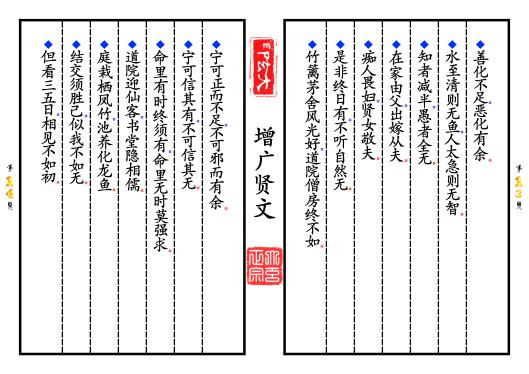 善化不足恶化有余。
水至清则无鱼人太急则无智。
知者减半愚者全无。
在家由父出嫁从夫。
痴人畏妇贤女敬夫。
是非终日有不听自然无。
竹篱茅舍风光好道院僧房终不如。
增广贤文
宁可正而不足不可邪而有余。
宁可信其有不可信其无。
命里有时终须有命里无时莫强求。
道院迎仙客书堂隐相儒。
庭栽栖凤竹池养化龙鱼。
结交须胜己似我不如无。
但看三五日相见不如初。